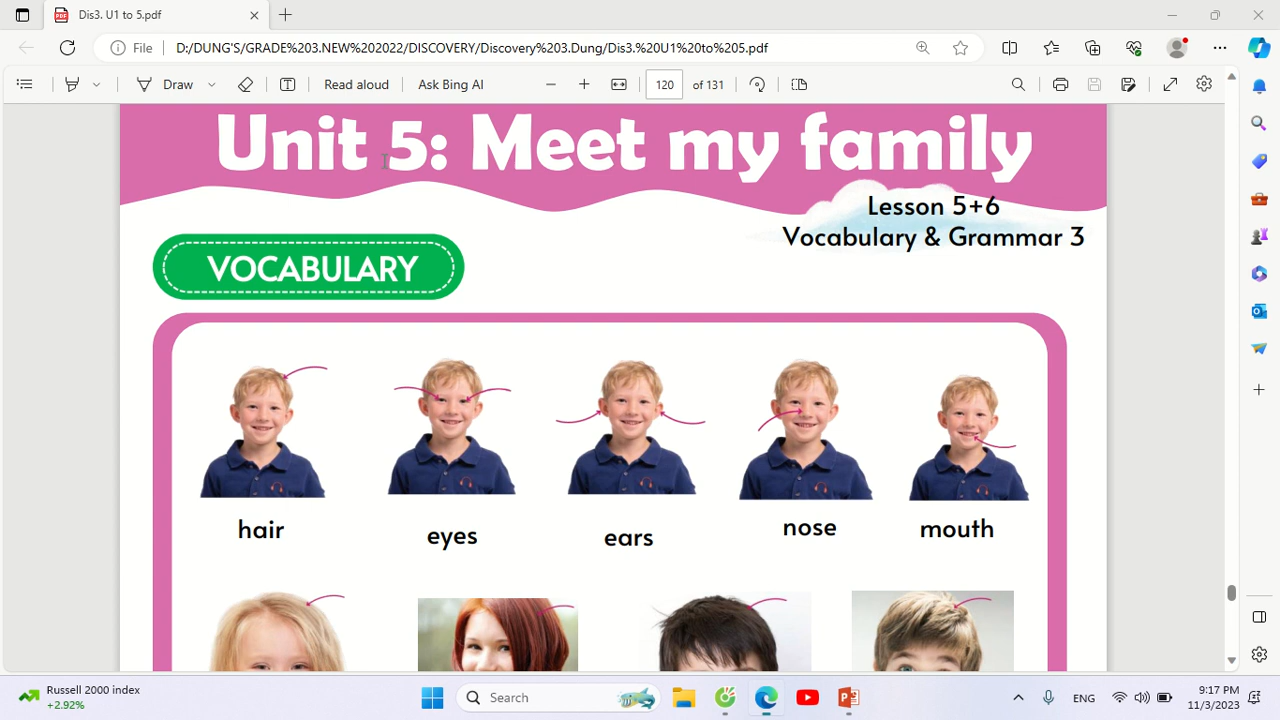 Dis3. U1 to 5.pdf
File
D:/DUNG'S/GRADE%203.NEW%202022/DISCOVERY/Discovery%203.Dung/Dis3.%20U1%20to%205.pdf
Draw
Read aloud
Ask Bing AI
120 of 131
Unit 5: Meet my family
Lesson 5+6
Vocabulary & Grammar 3
VOCABULARY
hair
eyes
ears
nose
mouth
Russell 2000 index
+2.92%
Search
ENG
9:17 PM
11/3/2023